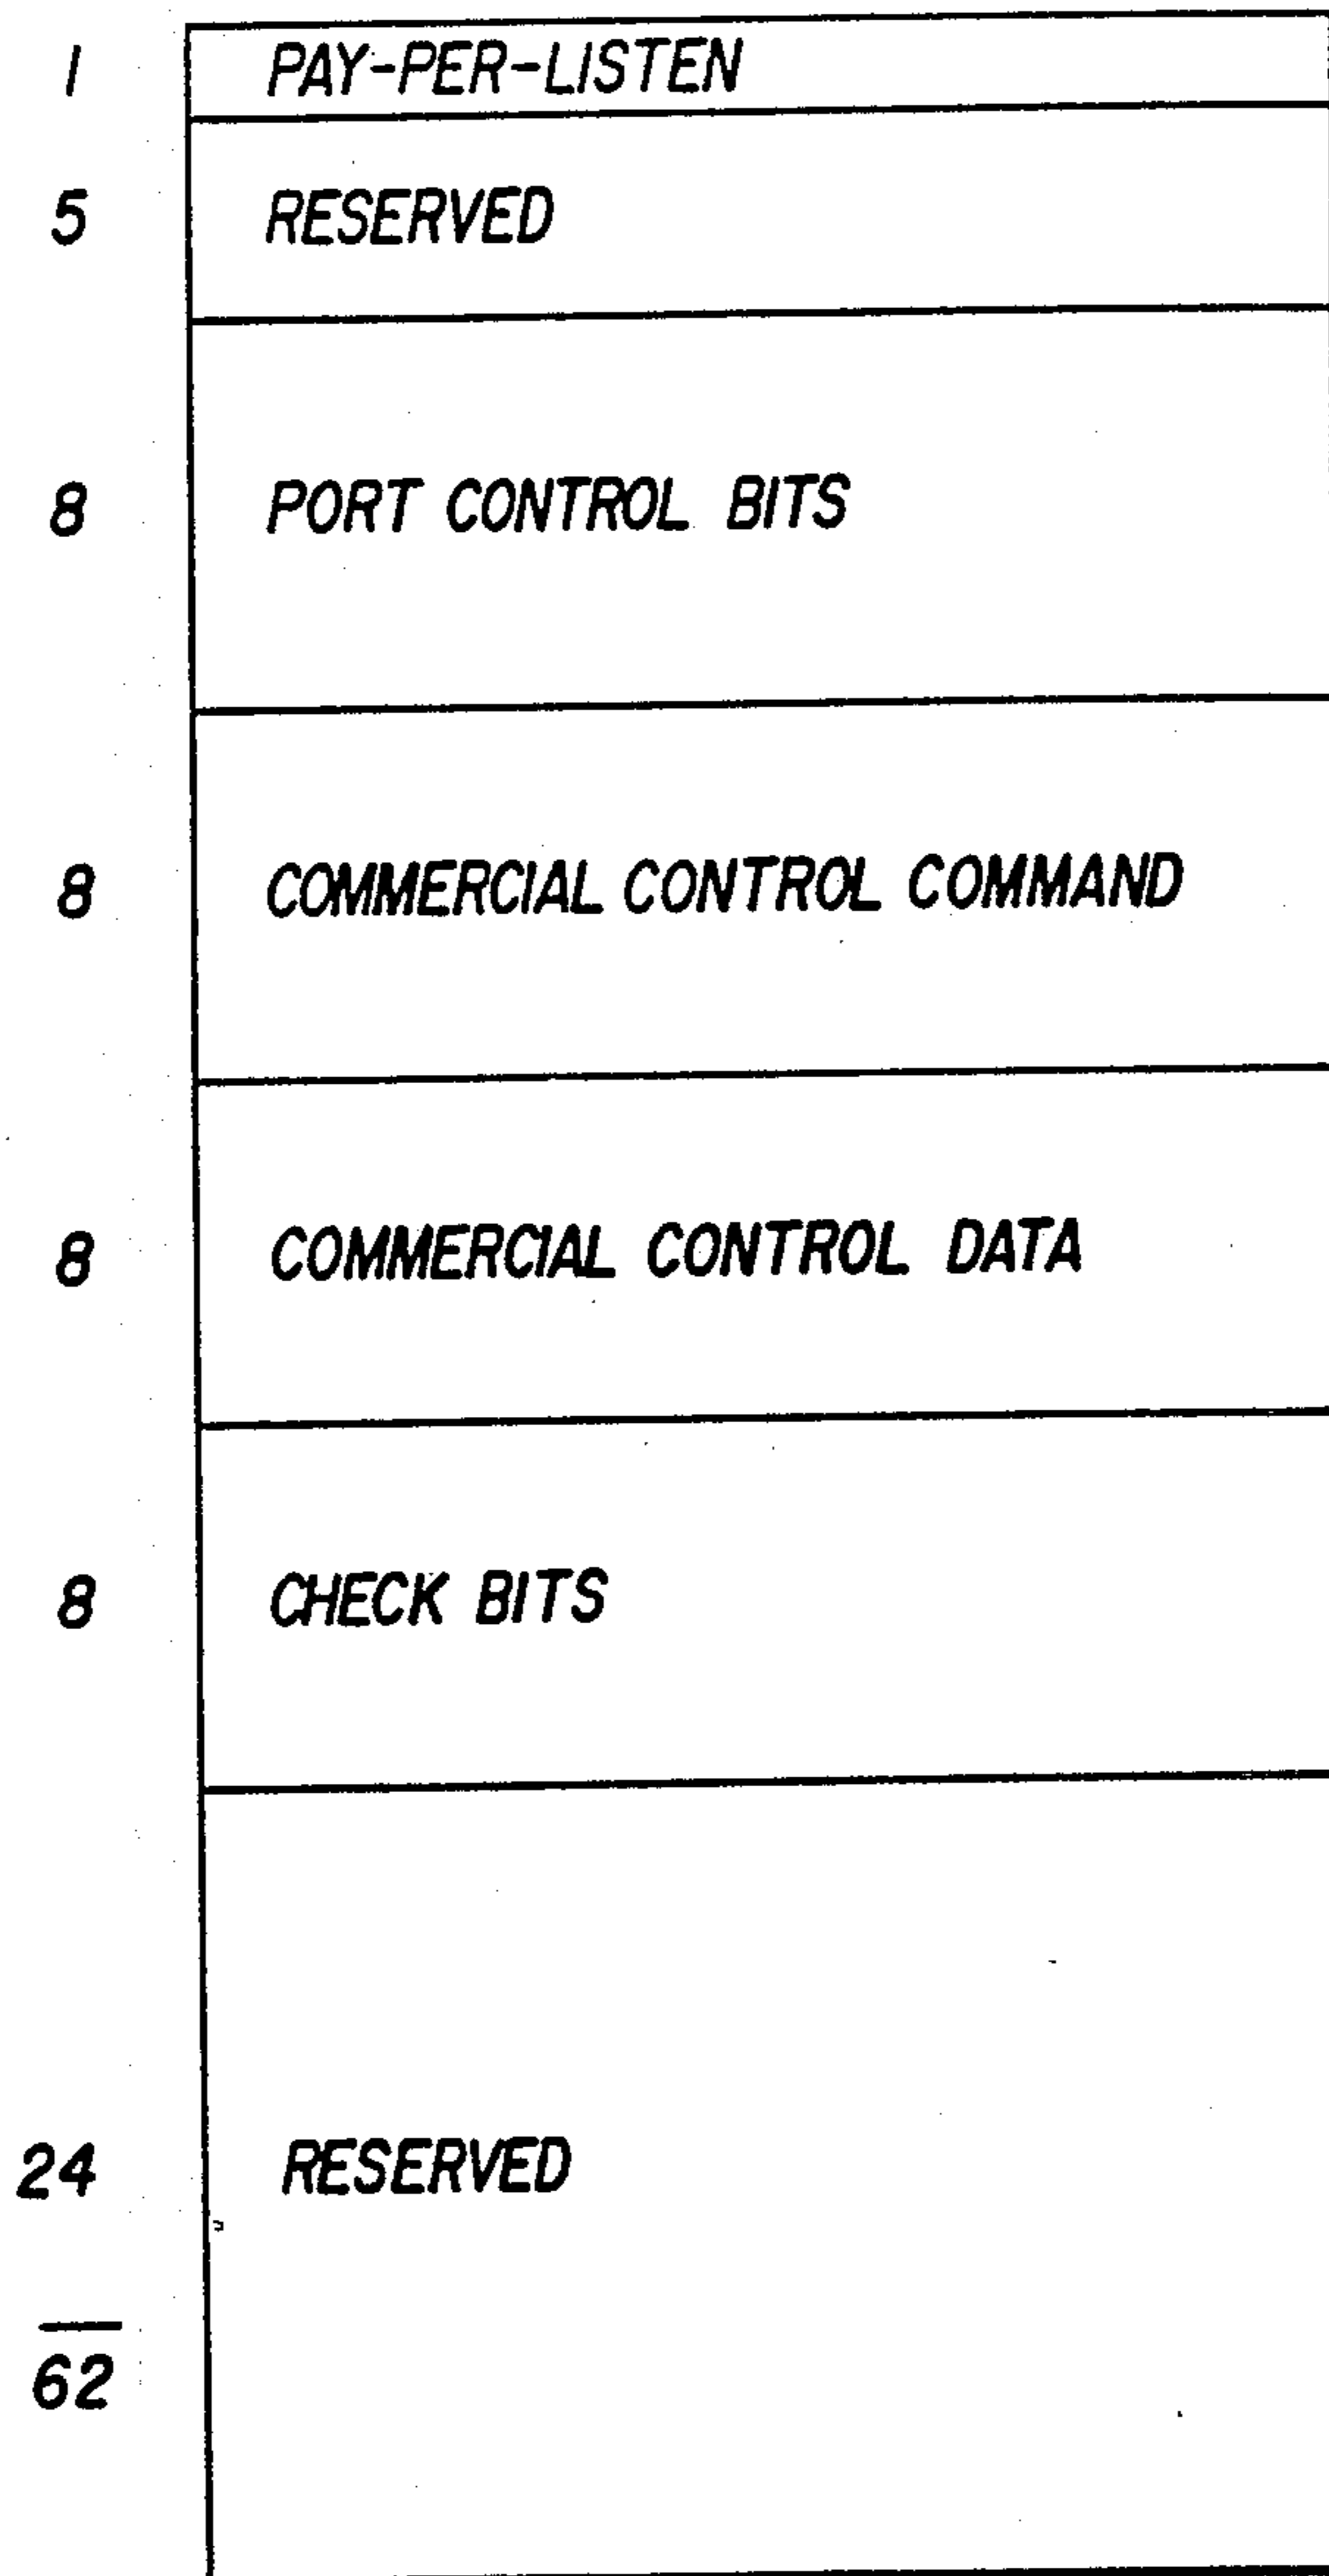 1 PAY-PER-LISTEN
5 RESERVED
8 PORT CONTROL BITS
8 COMMERCIAL CONTROL COMMAND
8 COMMERCIAL CONTROL DATA
8 CHECK BITS
24 RESERVED
62